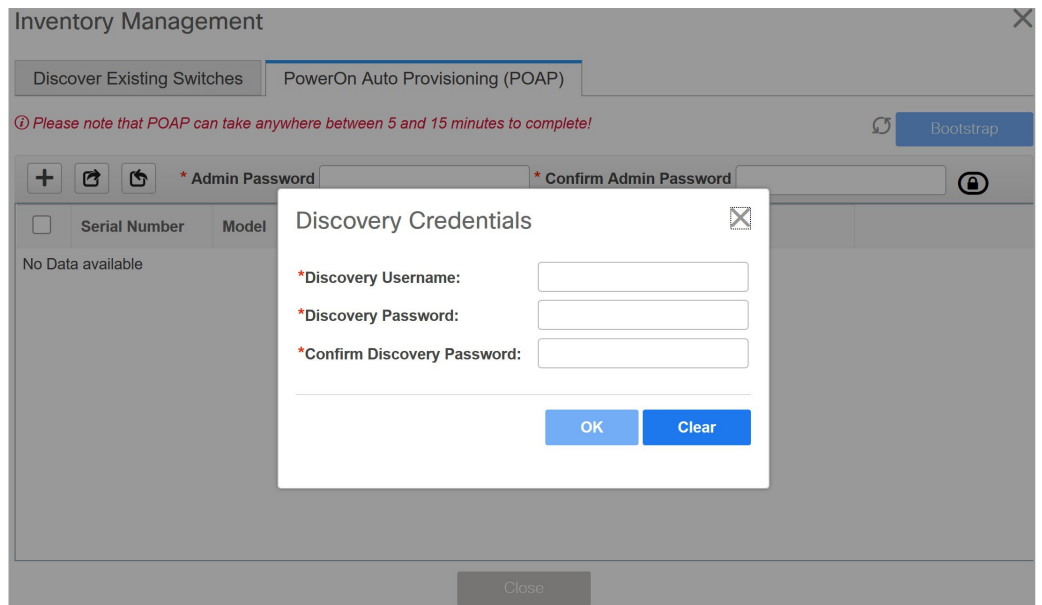 Inventory Management
Discover Existing Switches PowerOn Auto Provisioning (POAP)
Please note that POAP can take anywhere between 5 and 15 minutes to complete!
Bootstrap
* Admin Password * Confirm Admin Password
Serial Number Model
No Data available
Discovery Credentials
*Discovery Username:
*Discovery Password:
*Confirm Discovery Password:
OK Clear
Close